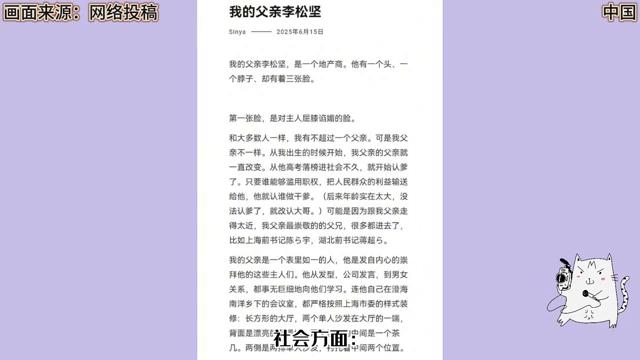 画面来源：网络投稿
中国
我的父亲李松坚
Sinya —— 2025年6月15日
我的父亲李松坚，是一个地产商。他有一个头、一
个脖子、却有着三张脸。
第一张脸，是对主人屈膝谄媚的脸。
和大多数人一样，我有不超过一个父亲。可是我父
亲不一样。从我出生的时候开始，我父亲的父亲就
一直改变。从他高考落榜进社会不久，就开始认爹
了。只要谁能够滥用职权，把人民群众的利益输送
给他，他就认谁做干爹。（后来年龄实在太大，没
法认爹了，就改认大哥。）可能是因为跟我父亲走
得太近，我父亲最崇敬的的父兄，很多都进去了，
比如上海前书记陈ら宇，湖北前书记蒋超ら。
我的父亲是一个表里如一的人，他是发自内心的崇
拜他的这些主人们。他从发型，公司发言，到男女
关系，都事无巨细地向他们学习。连他自己在澄海
南洋乡下的会议室，都严格按照上海市委的样式装
修：长方形的大厅，两个单人沙发在大厅的一端，
背面是漂亮的
中间是一个茶
几。两侧是两排单人沙发，衬托着中间两个位置。
社会方面：